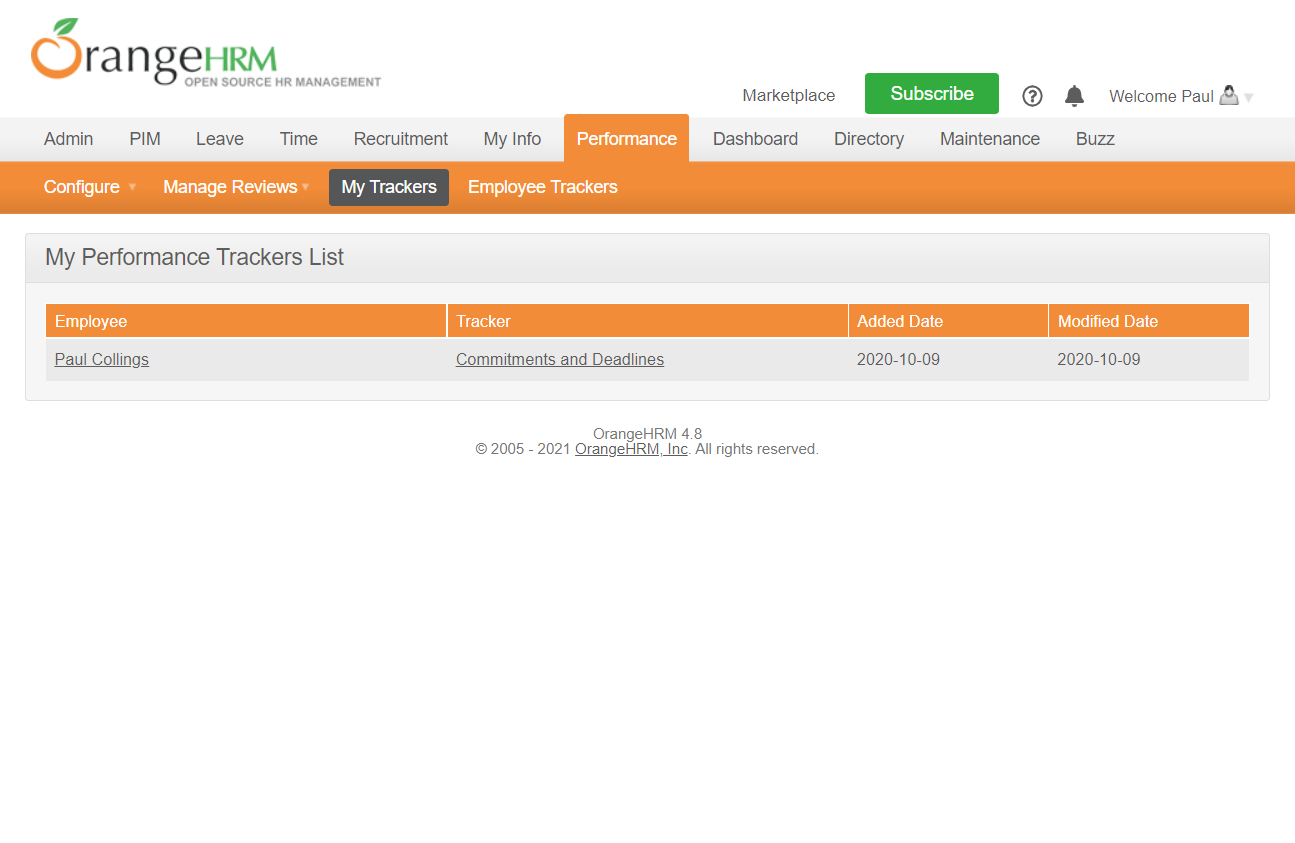 OrangeHRM
OPEN SOURCE HR MANAGEMENT
Marketplace Subscribe Welcome Paul
Admin PIM Leave Time Recruitment My Info Performance Dashboard Directory Maintenance Buzz
Configure Manage Reviews My Trackers Employee Trackers
My Performance Trackers List
Employee Tracker Added Date Modified Date
Paul Collings Commitments and Deadlines 2020-10-09 2020-10-09
OrangeHRM 4.8
© 2005 - 2021 OrangeHRM, Inc. All rights reserved.